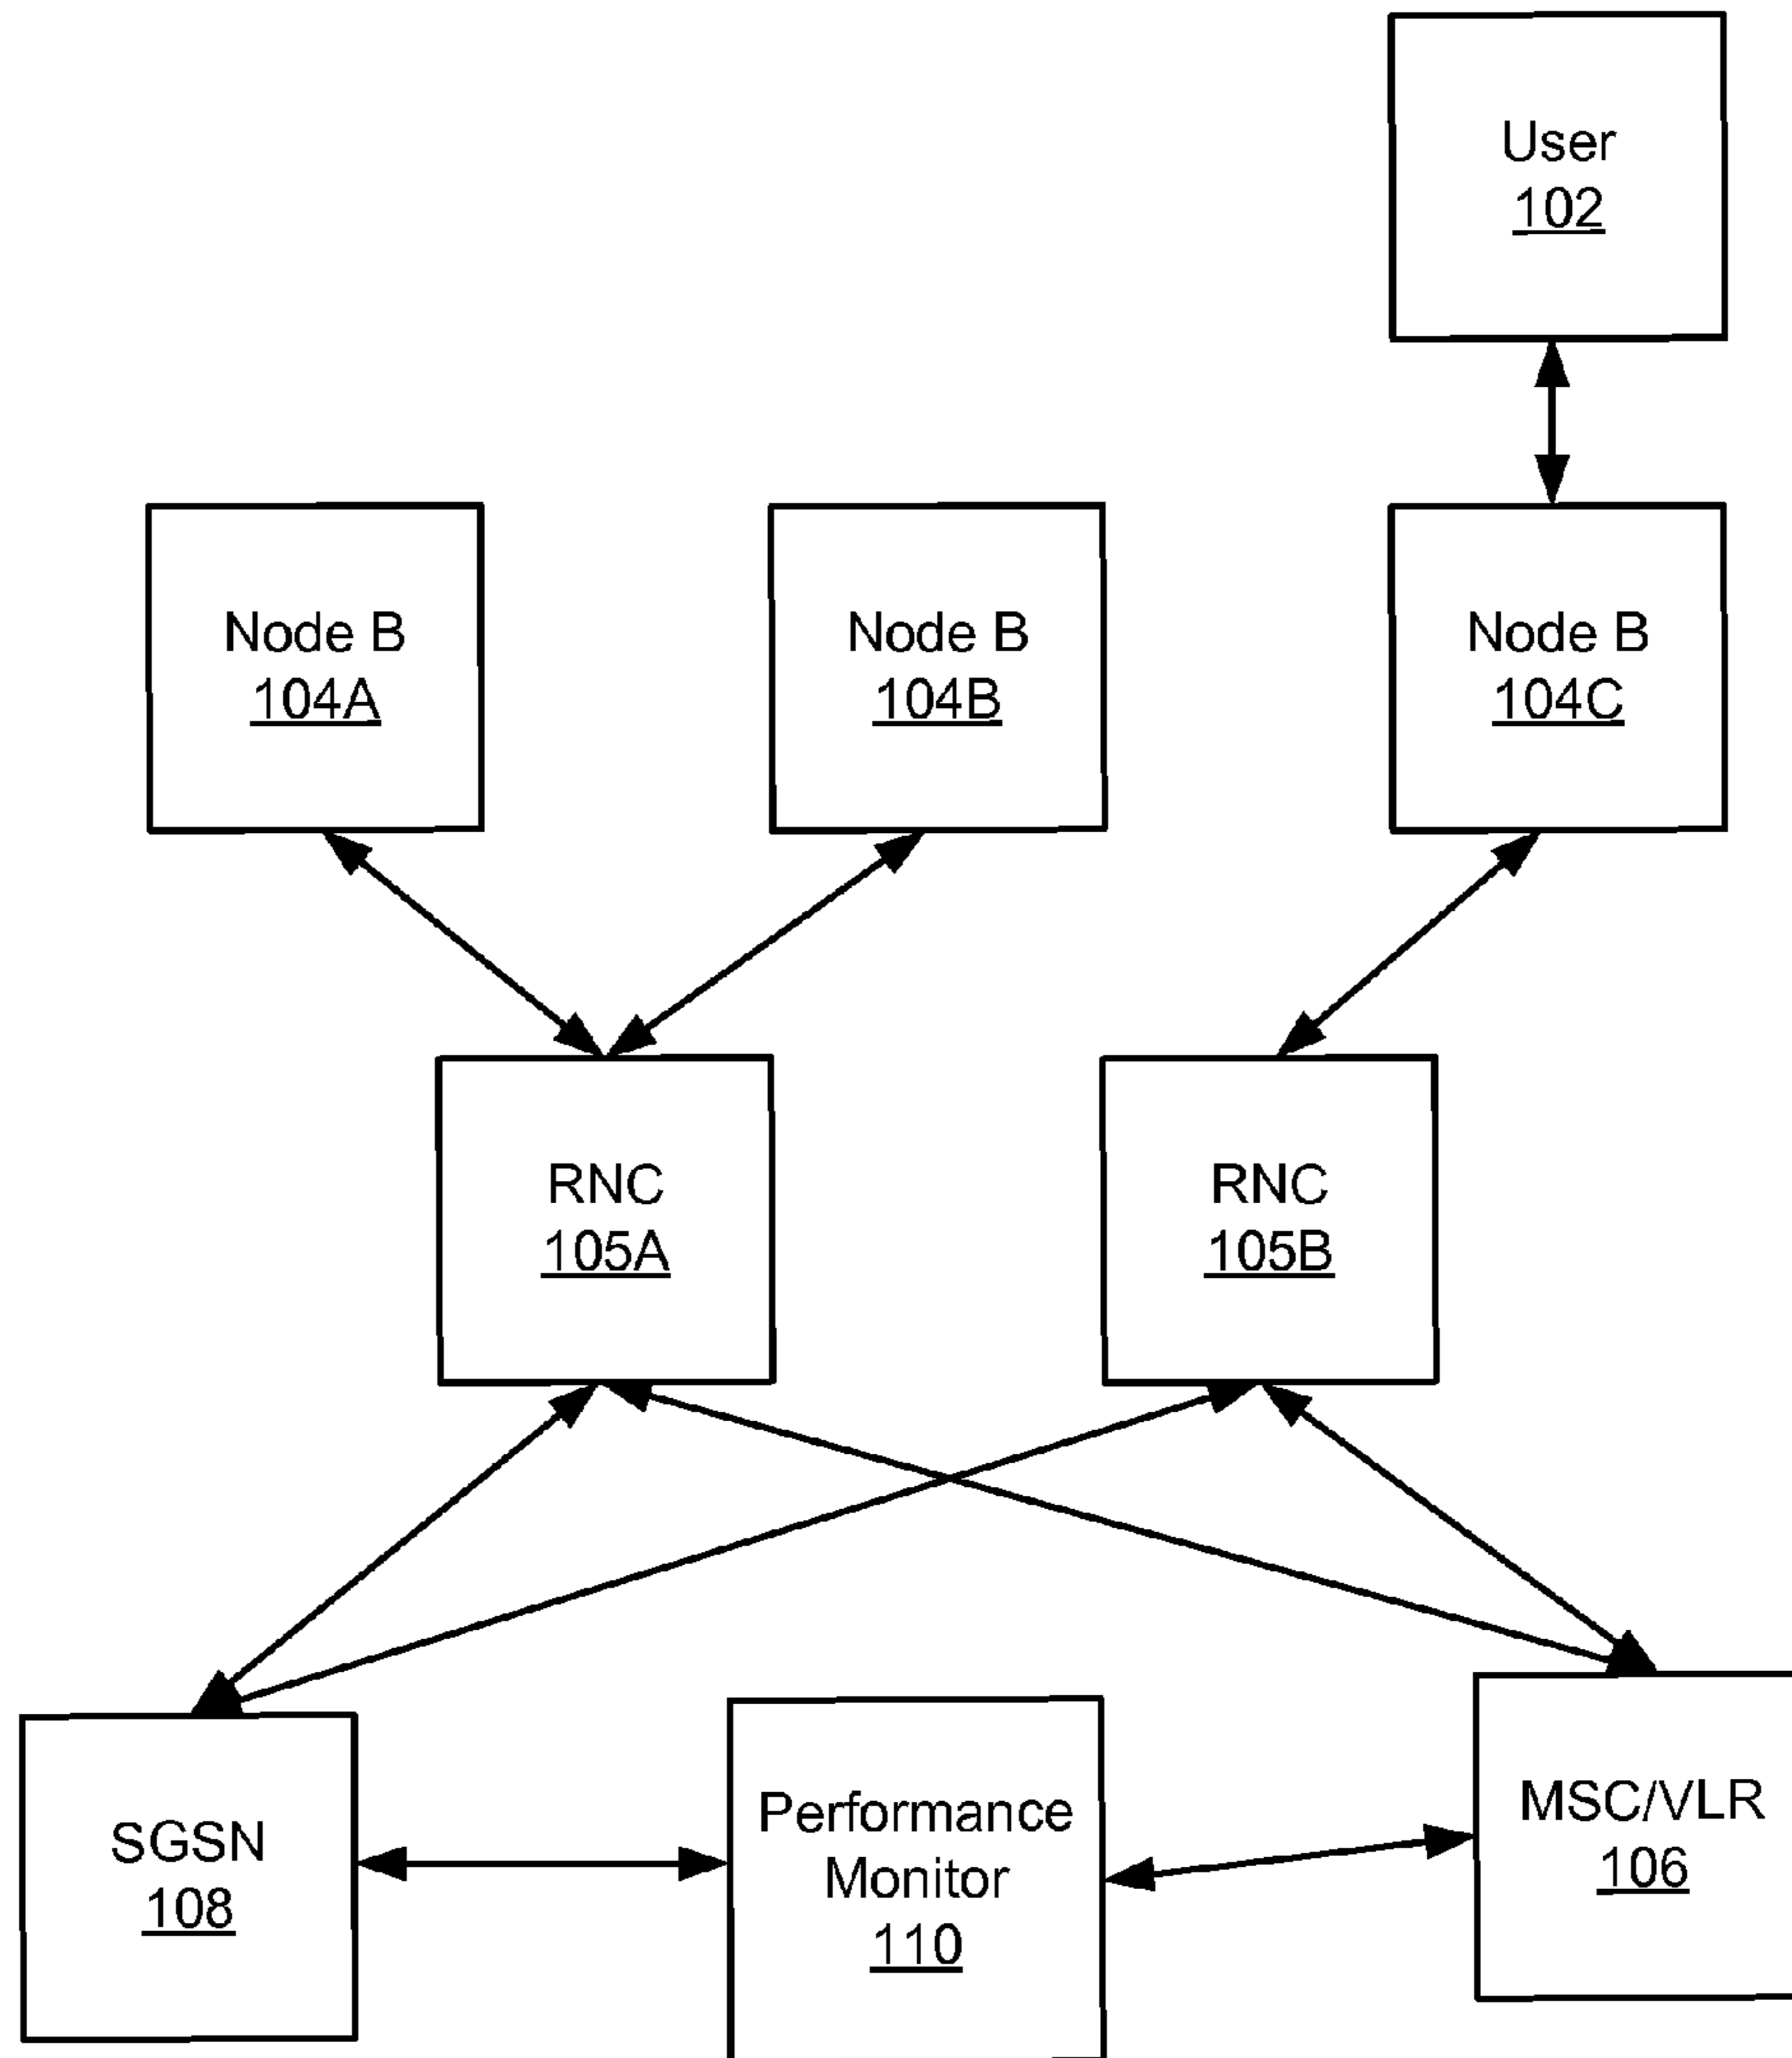 User
102
Node B
104A
Node B
104B
Node B
104C
RNC
105A
RNC
105B
SGSN
108
Performance
Monitor
110
MSC/VLR
106